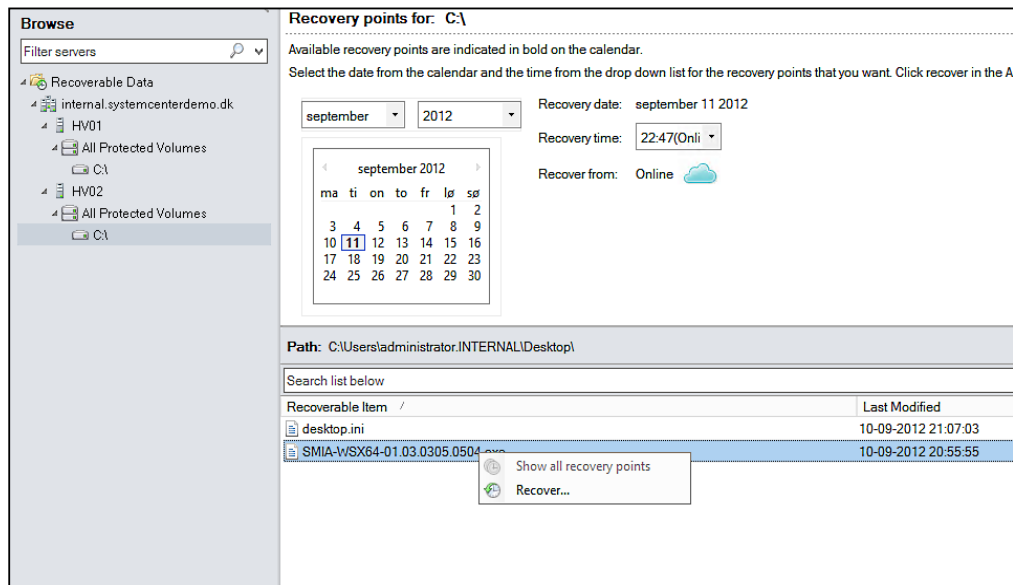 Browse
Filter servers
Recoverable Data
internal.systemcenterdemo.dk
HV01
All Protected Volumes
C:\
HV02
All Protected Volumes
C:\
Recovery points for: C:\
Available recovery points are indicated in bold on the calendar.
Select the date from the calendar and the time from the drop down list for the recovery points that you want. Click recover in the A
september 2012
Recovery date: september 11 2012
Recovery time: 22:47(Onli
Recover from: Online
september 2012
ma ti on to fr lø sø
1 2
3 4 5 6 7 8 9
10 11 12 13 14 15 16
17 18 19 20 21 22 23
24 25 26 27 28 29 30
Path: C:\Users\administrator.INTERNAL\Desktop\
Search list below
Recoverable Item / Last Modified
desktop.ini 10-09-2012 21:07:03
SMIA-WSX64-01.03.0305.0504.exe 10-09-2012 20:55:55
Show all recovery points
Recover...